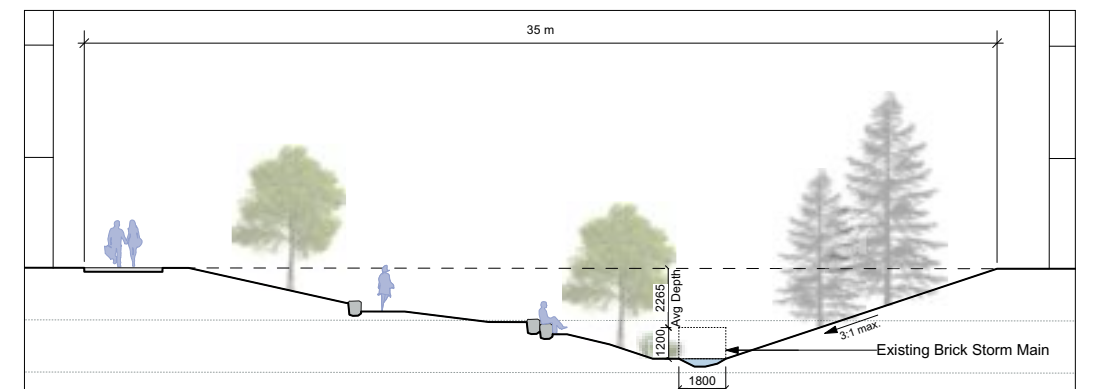 35 m
2265
Avg Depth
1200
3:1 max.
Existing Brick Storm Main
1800